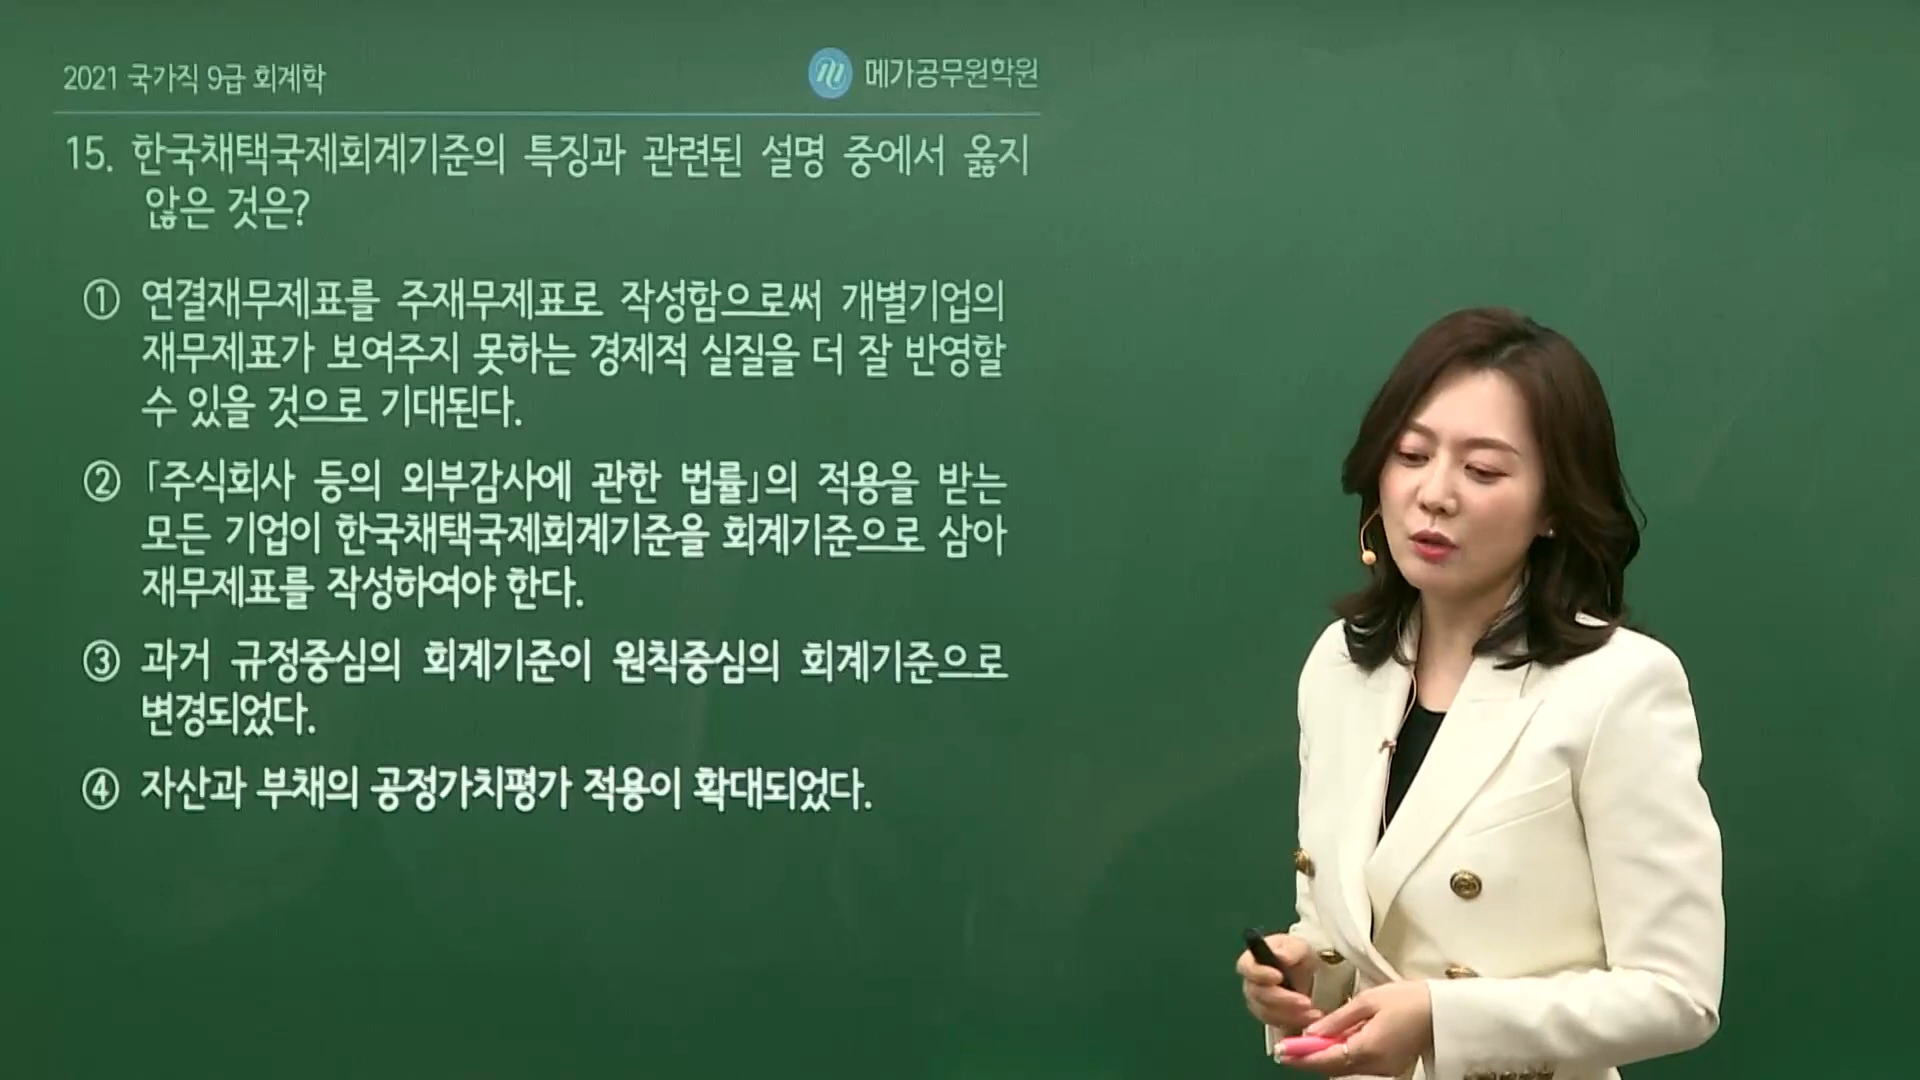 2021 국가직 9급 회계학
메가공무원학원
15. 한국채택국제회계기준의 특징과 관련된 설명 중에서 옳지
않은 것은?
① 연결재무제표를 주재무제표로 작성함으로써 개별기업의
재무제표가 보여주지 못하는 경제적 실질을 더 잘 반영할
수 있을 것으로 기대된다.
② 「주식회사 등의 외부감사에 관한 법률」의 적용을 받는
모든 기업이 한국채택국제회계기준을 회계기준으로 삼아
재무제표를 작성하여야 한다.
③ 과거 규정중심의 회계기준이 원칙중심의 회계기준으로
변경되었다.
④ 자산과 부채의 공정가치평가 적용이 확대되었다.